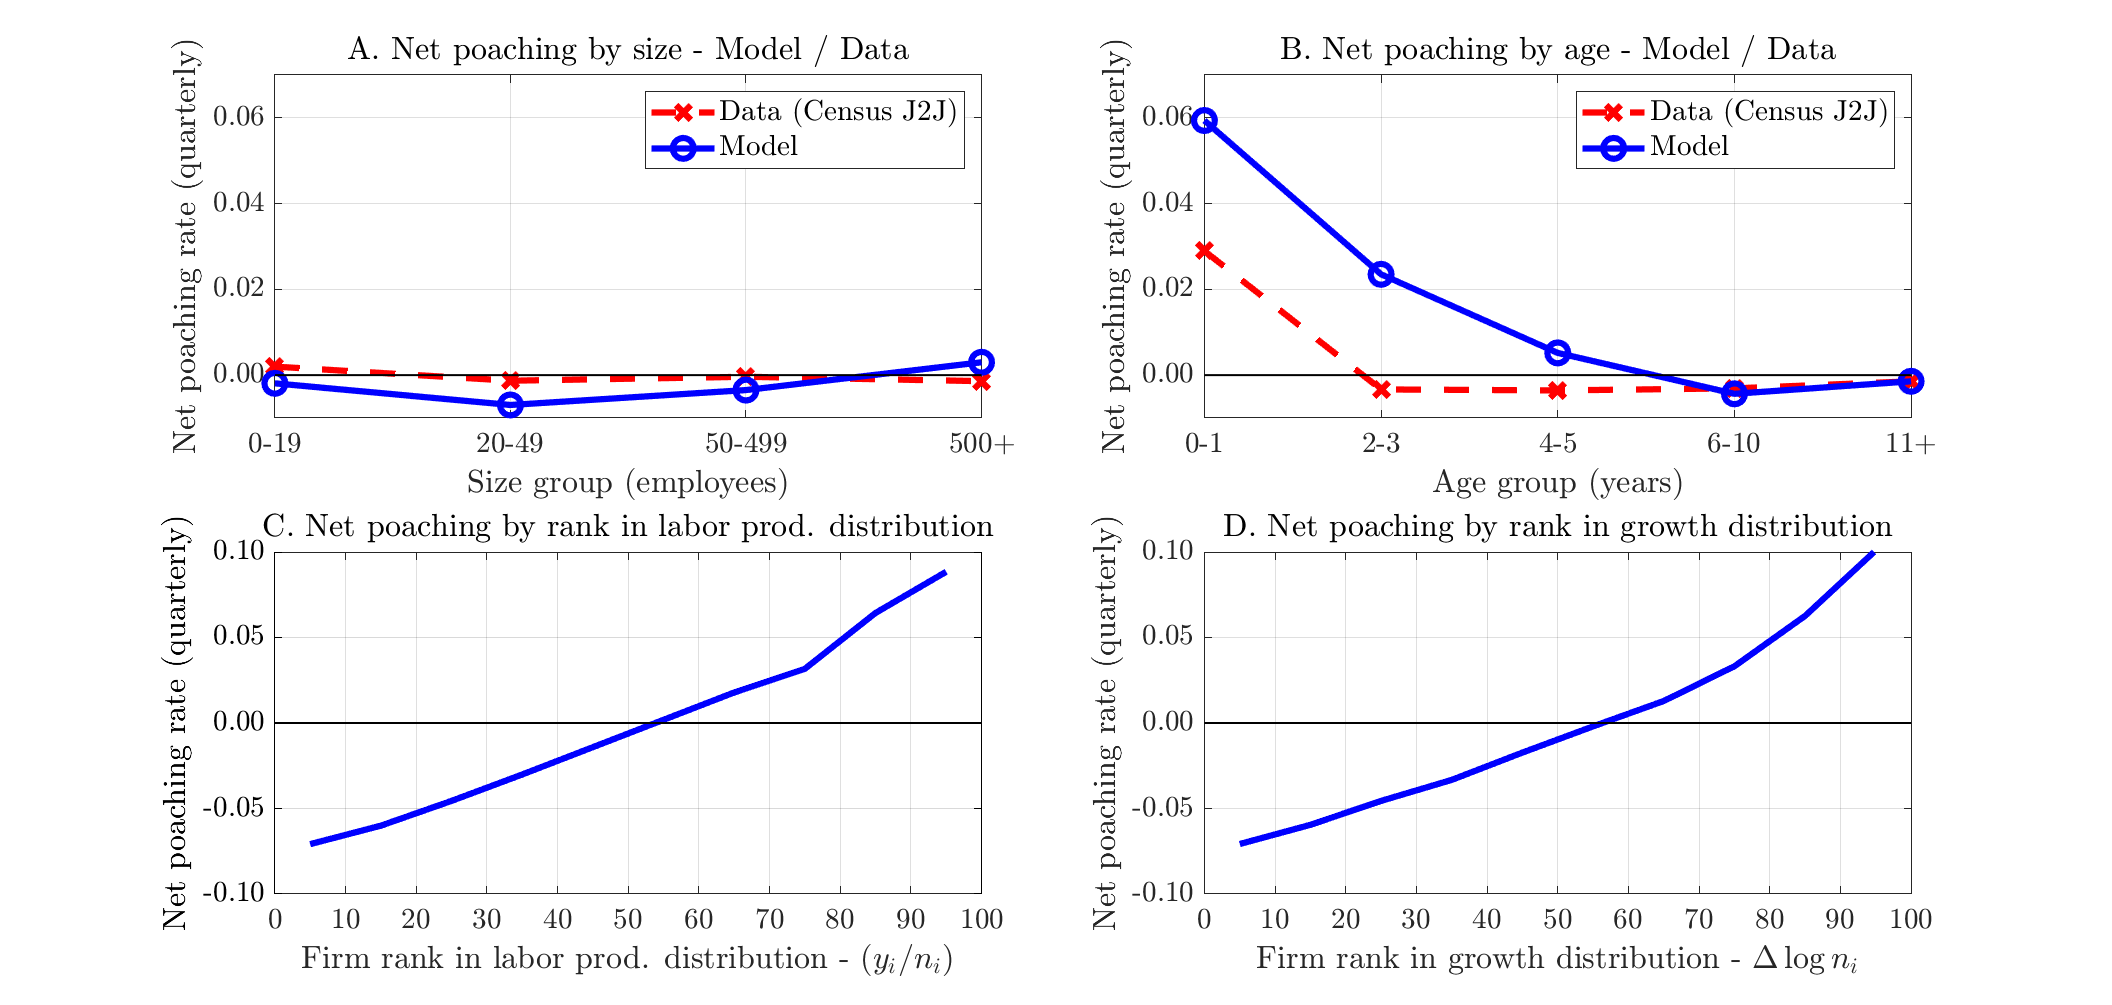 A. Net poaching by size - Model / Data
Net poaching rate (quarterly)
0.06
0.04
0.02
0.00
Data (Census J2J)
Model
0-19 20-49 50-499 500+
Size group (employees)
B. Net poaching by age - Model / Data
Net poaching rate (quarterly)
0.06
0.04
0.02
0.00
Data (Census J2J)
Model
0-1 2-3 4-5 6-10 11+
Age group (years)
C. Net poaching by rank in labor prod. distribution
Net poaching rate (quarterly)
0.10
0.05
0.00
-0.05
-0.10
0 10 20 30 40 50 60 70 80 90 100
Firm rank in labor prod. distribution - (y_i/n_i)
D. Net poaching by rank in growth distribution
Net poaching rate (quarterly)
0.10
0.05
0.00
-0.05
-0.10
0 10 20 30 40 50 60 70 80 90 100
Firm rank in growth distribution - Δ log n_i